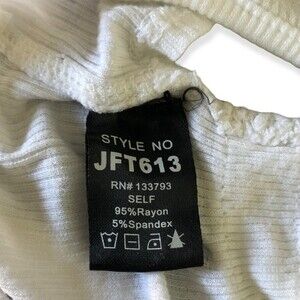 STYLE NO
JFT613
RN# 133793
SELF
95%Rayon
5%Spandex